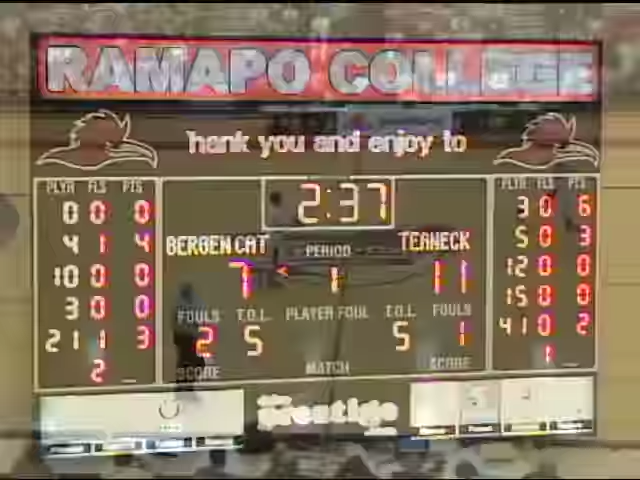 RAMAPO COLLEGE
hank you and enjoy to
PLYR FLS PTS
2:37
PLYR FLS PTS
0 0 0
3 0 6
4 1 4
BERGEN CAT
PERIOD
TEANECK
5 0 3
10 0 0
7 < 1 11
12 0 0
3 0 0
FOULS T.O.L PLAYER FOUL T.O.L FOULS
15 0 0
21 1 3
2 5 5 1
41 0 2
2
SCORE MATCH SCORE
1
prestige